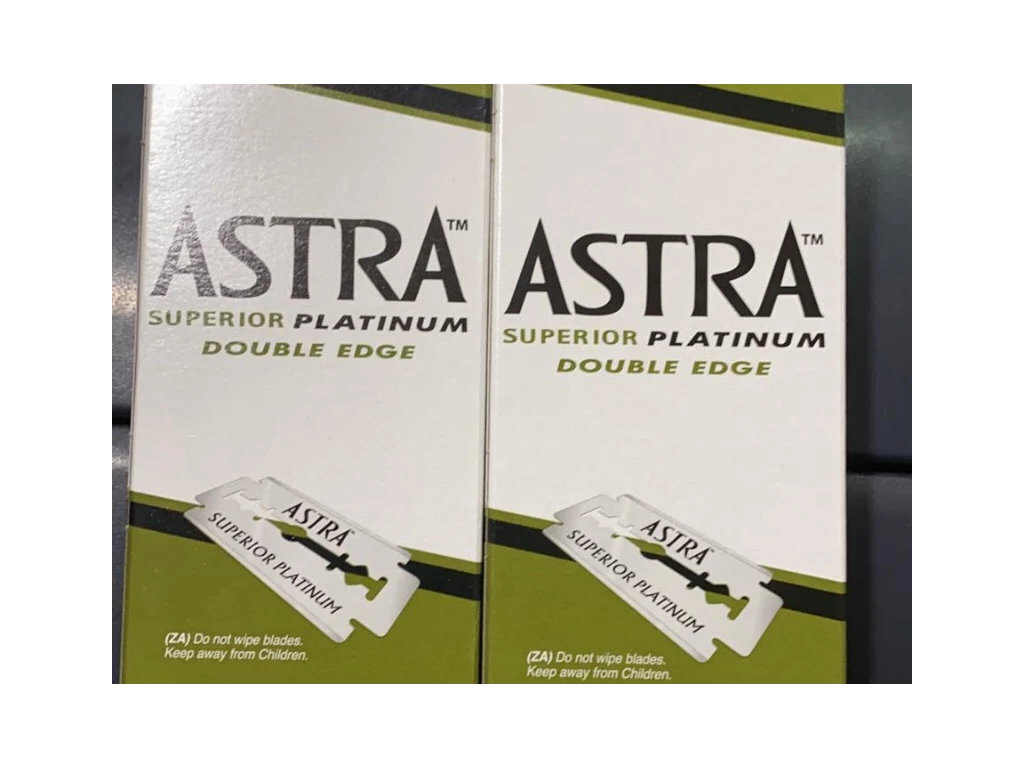 ASTRA™
SUPERIOR PLATINUM
DOUBLE EDGE
ASTRA
SUPERIOR PLATINUM
(ZA) Do not wipe blades.
Keep away from Children.
ASTRA™
SUPERIOR PLATINUM
DOUBLE EDGE
ASTRA
SUPERIOR PLATINUM
(ZA) Do not wipe blades.
Keep away from Children.